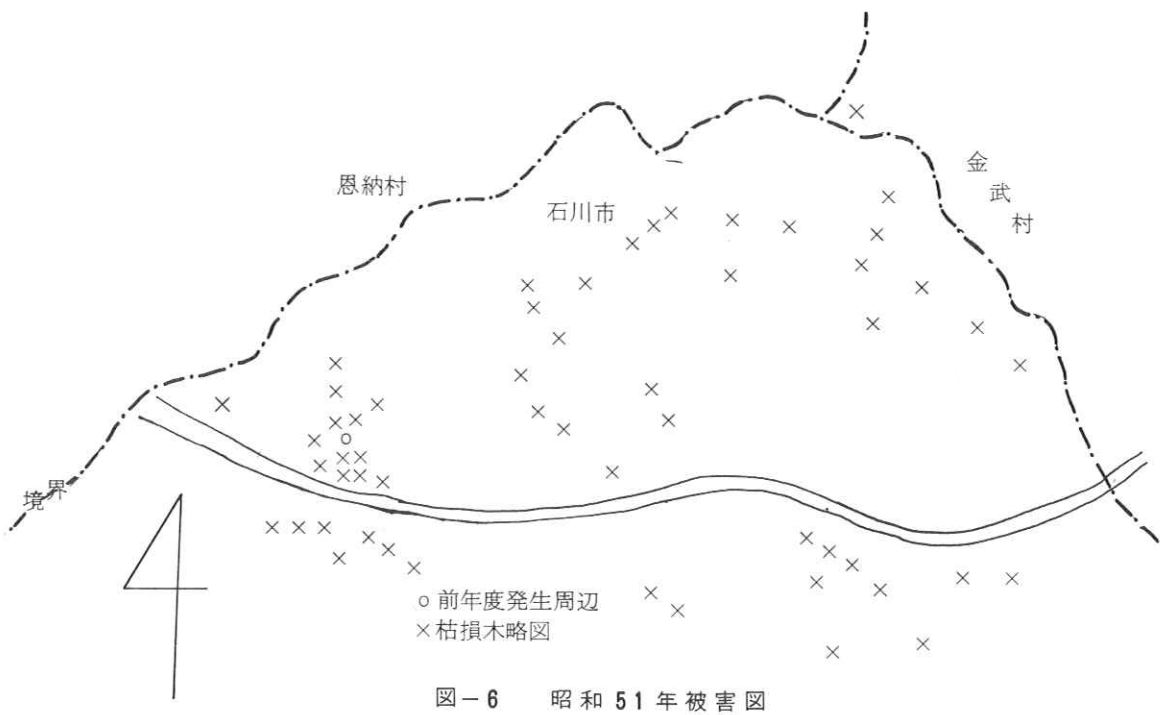 恩納村
石川市
金武村
境界
○ 前年度発生周辺
× 枯損木略図
図－6 昭和51年被害図